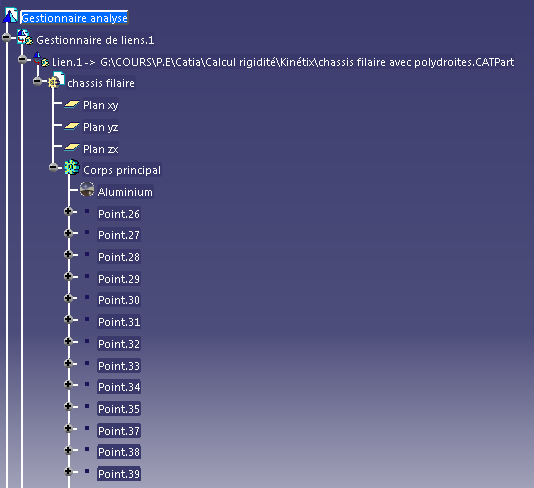 Gestionnaire analyse
Gestionnaire de liens.1
Lien.1 -> G:\COURS\P.E\Catia\Calcul rigidité\Kinétix\chassis filaire avec polydroites.CATPart
chassis filaire
Plan xy
Plan yz
Plan zx
Corps principal
Aluminium
Point.26
Point.27
Point.28
Point.29
Point.30
Point.31
Point.32
Point.33
Point.34
Point.35
Point.37
Point.38
Point.39